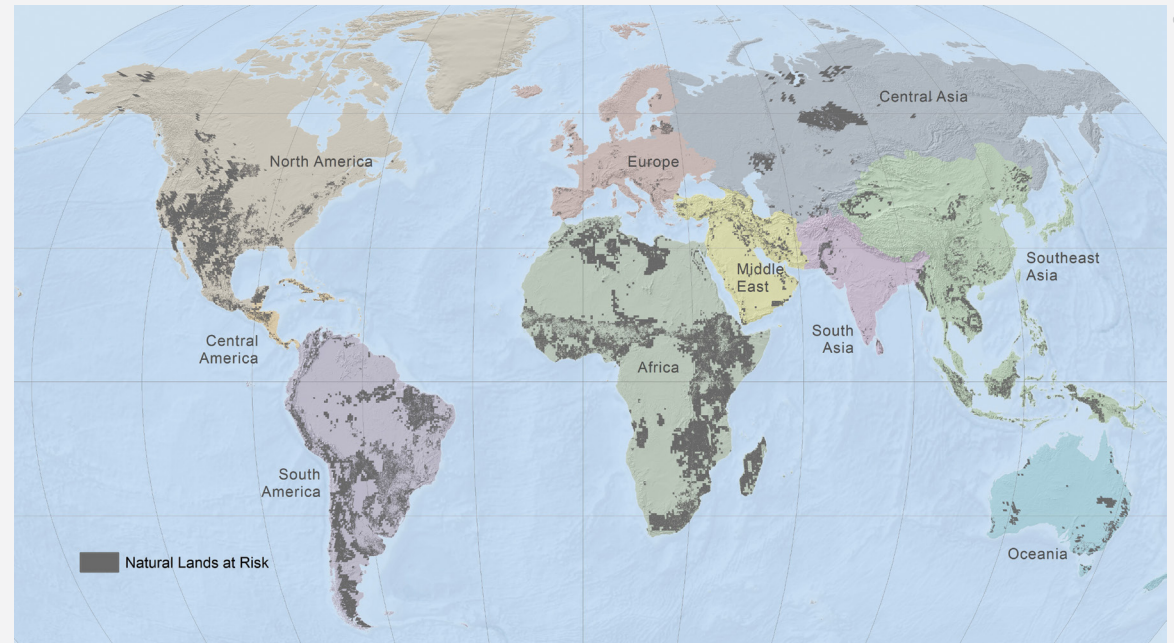 Central Asia
North America
Europe
Middle
East
Southeast
Asia
Central
America
South
Asia
Africa
South
America
Oceania
Natural Lands at Risk